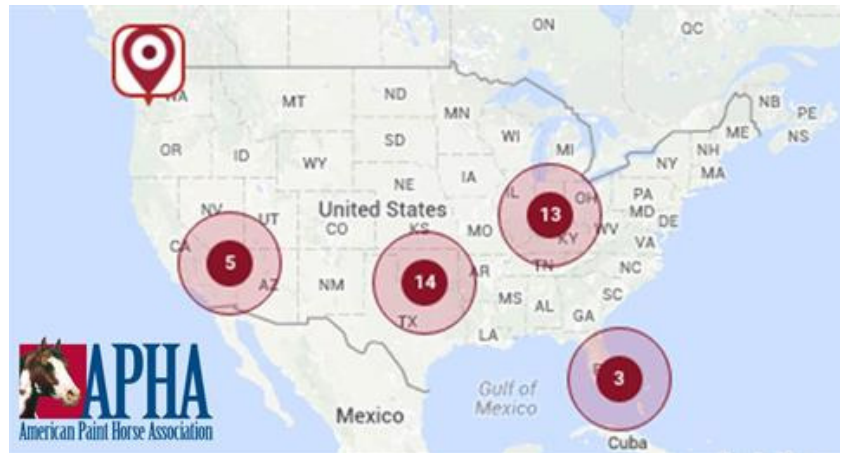 ON
QC
WA
MT
ND
MN
NB
PE
OR
ID
SD
WI
MI
ME
NS
WY
NH
NY
MA
NE
IA
IL
OH
PA
NV
UT
United States
CO
KS
MO
13
KY
WV
MD
DE
VA
CA
5
AZ
NM
14
AR
TN
NC
TX
MS
AL
SC
GA
LA
3
Gulf of
Mexico
Mexico
Cuba
APHA
American Paint Horse Association